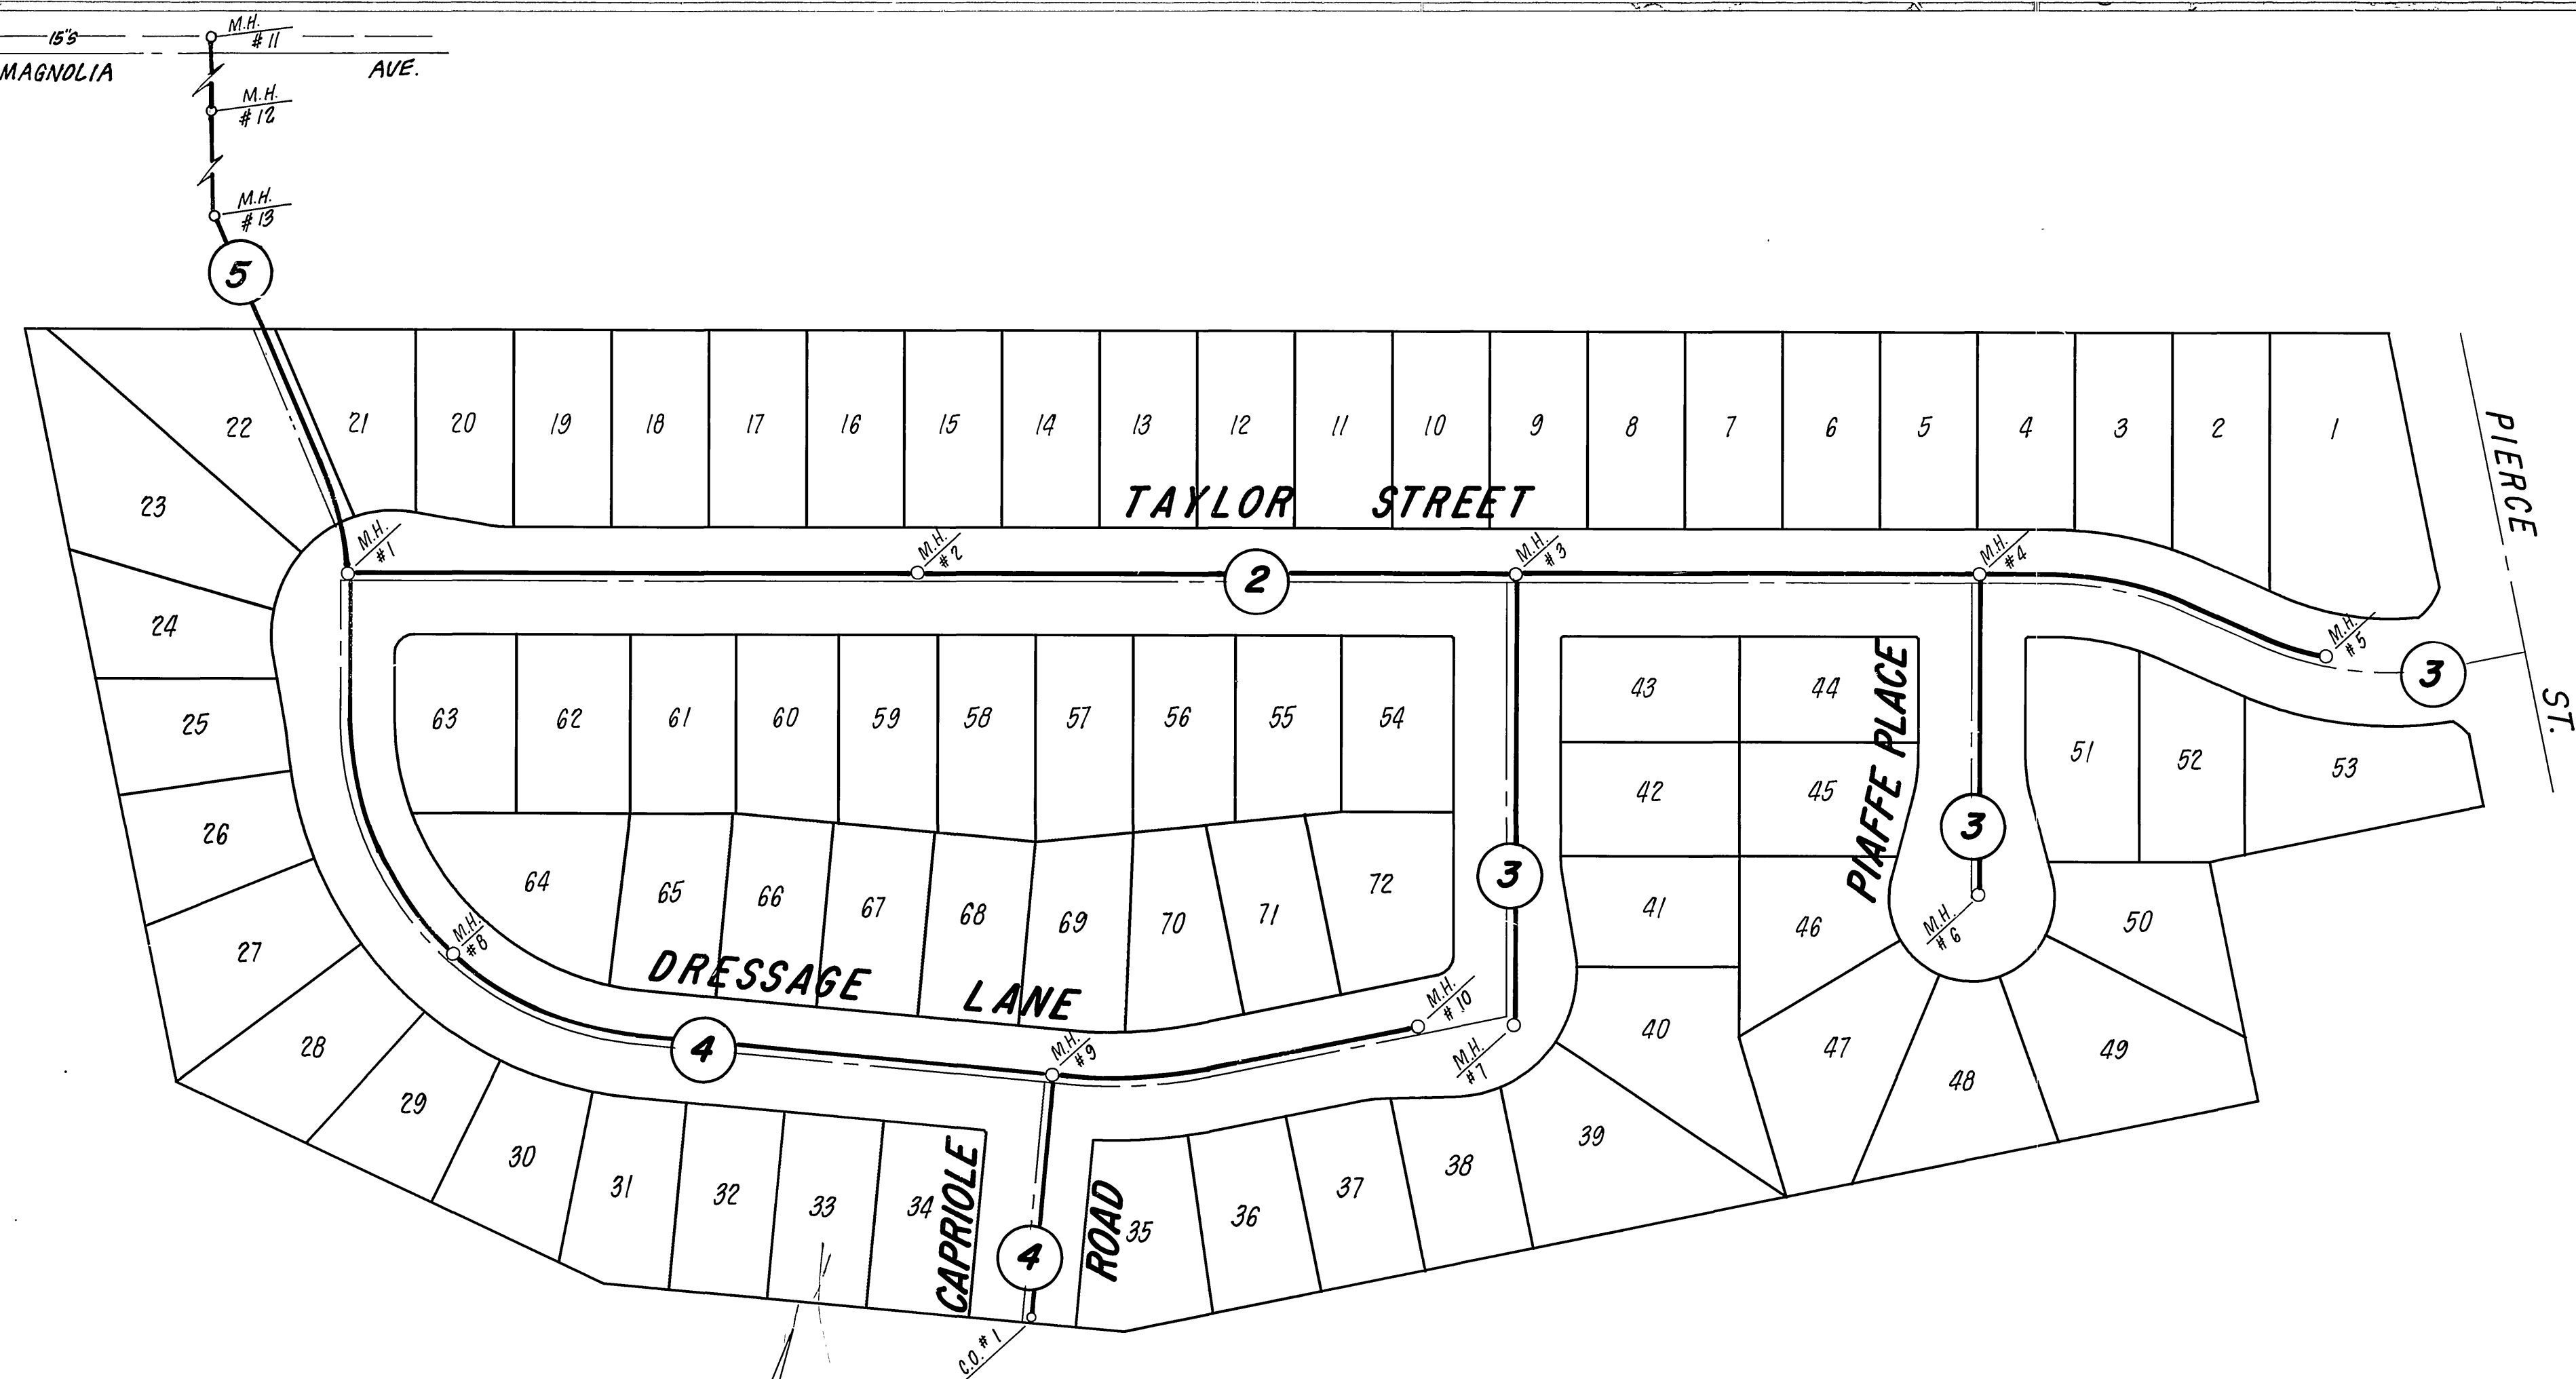 15"S
M.H.
#11
MAGNOLIA AVE.
M.H.
#12
M.H.
#13
5
22 21 20 19 18 17 16 15 14 13 12 11 10 9 8 7 6 5 4 3 2 1
PIERCE ST.
23
TAYLOR STREET
M.H.
#1
M.H.
#2
2
M.H.
#3
M.H.
#4
M.H.
#5
3
24
25
26
27
63 62 61 60 59 58 57 56 55 54
43 44
42 45
PIAFFE PLACE
51 52 53
3
3
64 65 66 67 68 69 70 71 72
41 46
M.H.
#6
50
M.H.
#8
DRESSAGE LANE
M.H.
#10
4
M.H.
#9
M.H.
#7
40 47 48 49
28 29 30 31 32 33 34
CAPRIOLE ROAD
35 36 37 38 39
4
C.O.#1